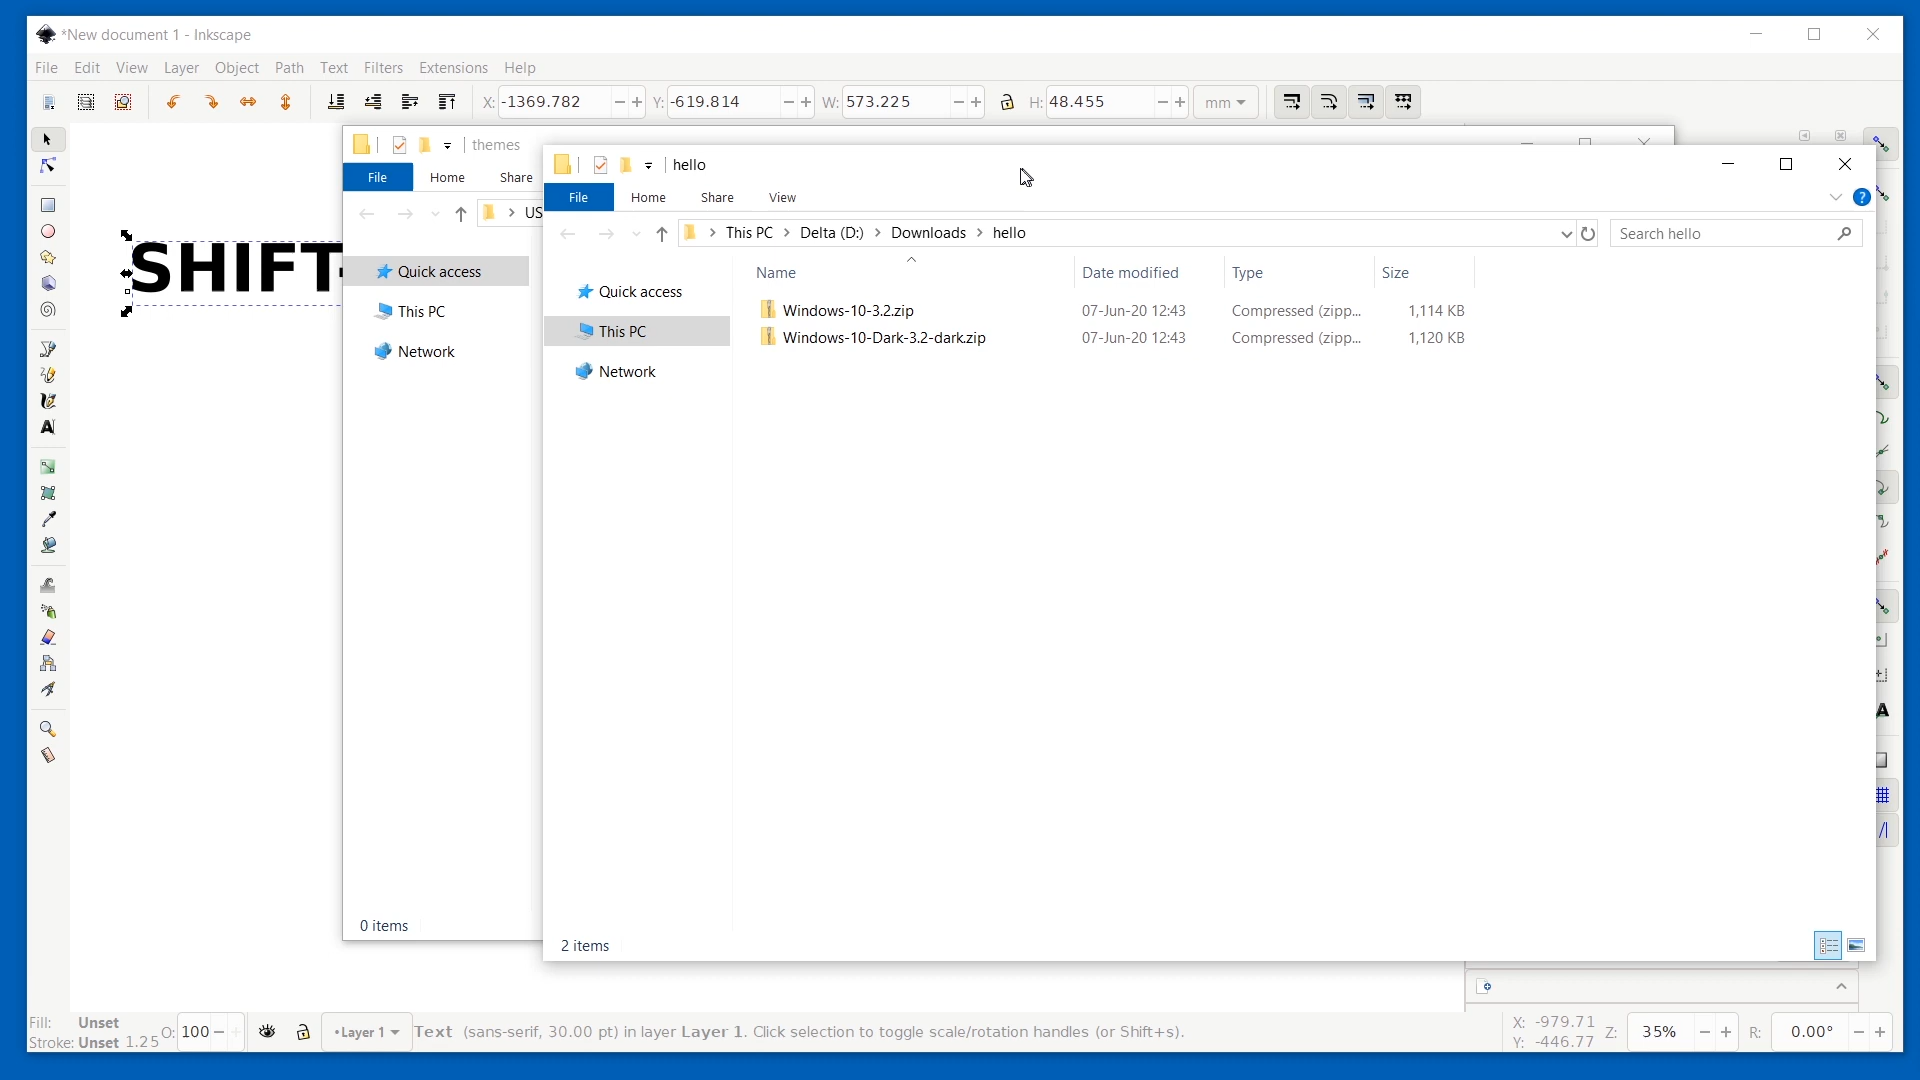 *New document 1 - Inkscape
File Edit View Layer Object Path Text Filters Extensions Help
X: -1369.782 Y: -619.814 W: 573.225 H: 48.455 mm
themes
File Home Share
US
SHIFT
Quick access
This PC
Network
0 items
hello
File Home Share View
This PC Delta (D:) Downloads hello
Search hello
Quick access
This PC
Network
Name Date modified Type Size
Windows-10-3.2.zip 07-Jun-20 12:43 Compressed (zipp... 1,114 KB
Windows-10-Dark-3.2-dark.zip 07-Jun-20 12:43 Compressed (zipp... 1,120 KB
2 items
Fill: Unset
Stroke: Unset 1.25
O: 100
•Layer 1
Text (sans-serif, 30.00 pt) in layer Layer 1. Click selection to toggle scale/rotation handles (or Shift+s).
X: -979.71
Y: -446.77
Z: 35%
R: 0.00°